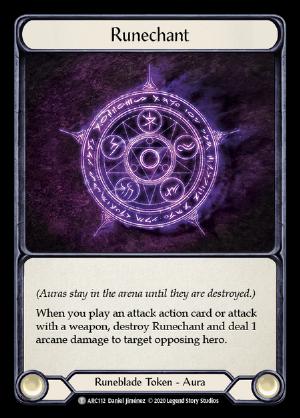 Runechant
(Auras stay in the arena until they are destroyed.)
When you play an attack action card or attack
with a weapon, destroy Runechant and deal 1
arcane damage to target opposing hero.
Runeblade Token - Aura
ARC112 Daniel Jiménez © 2020 Legend Story Studios